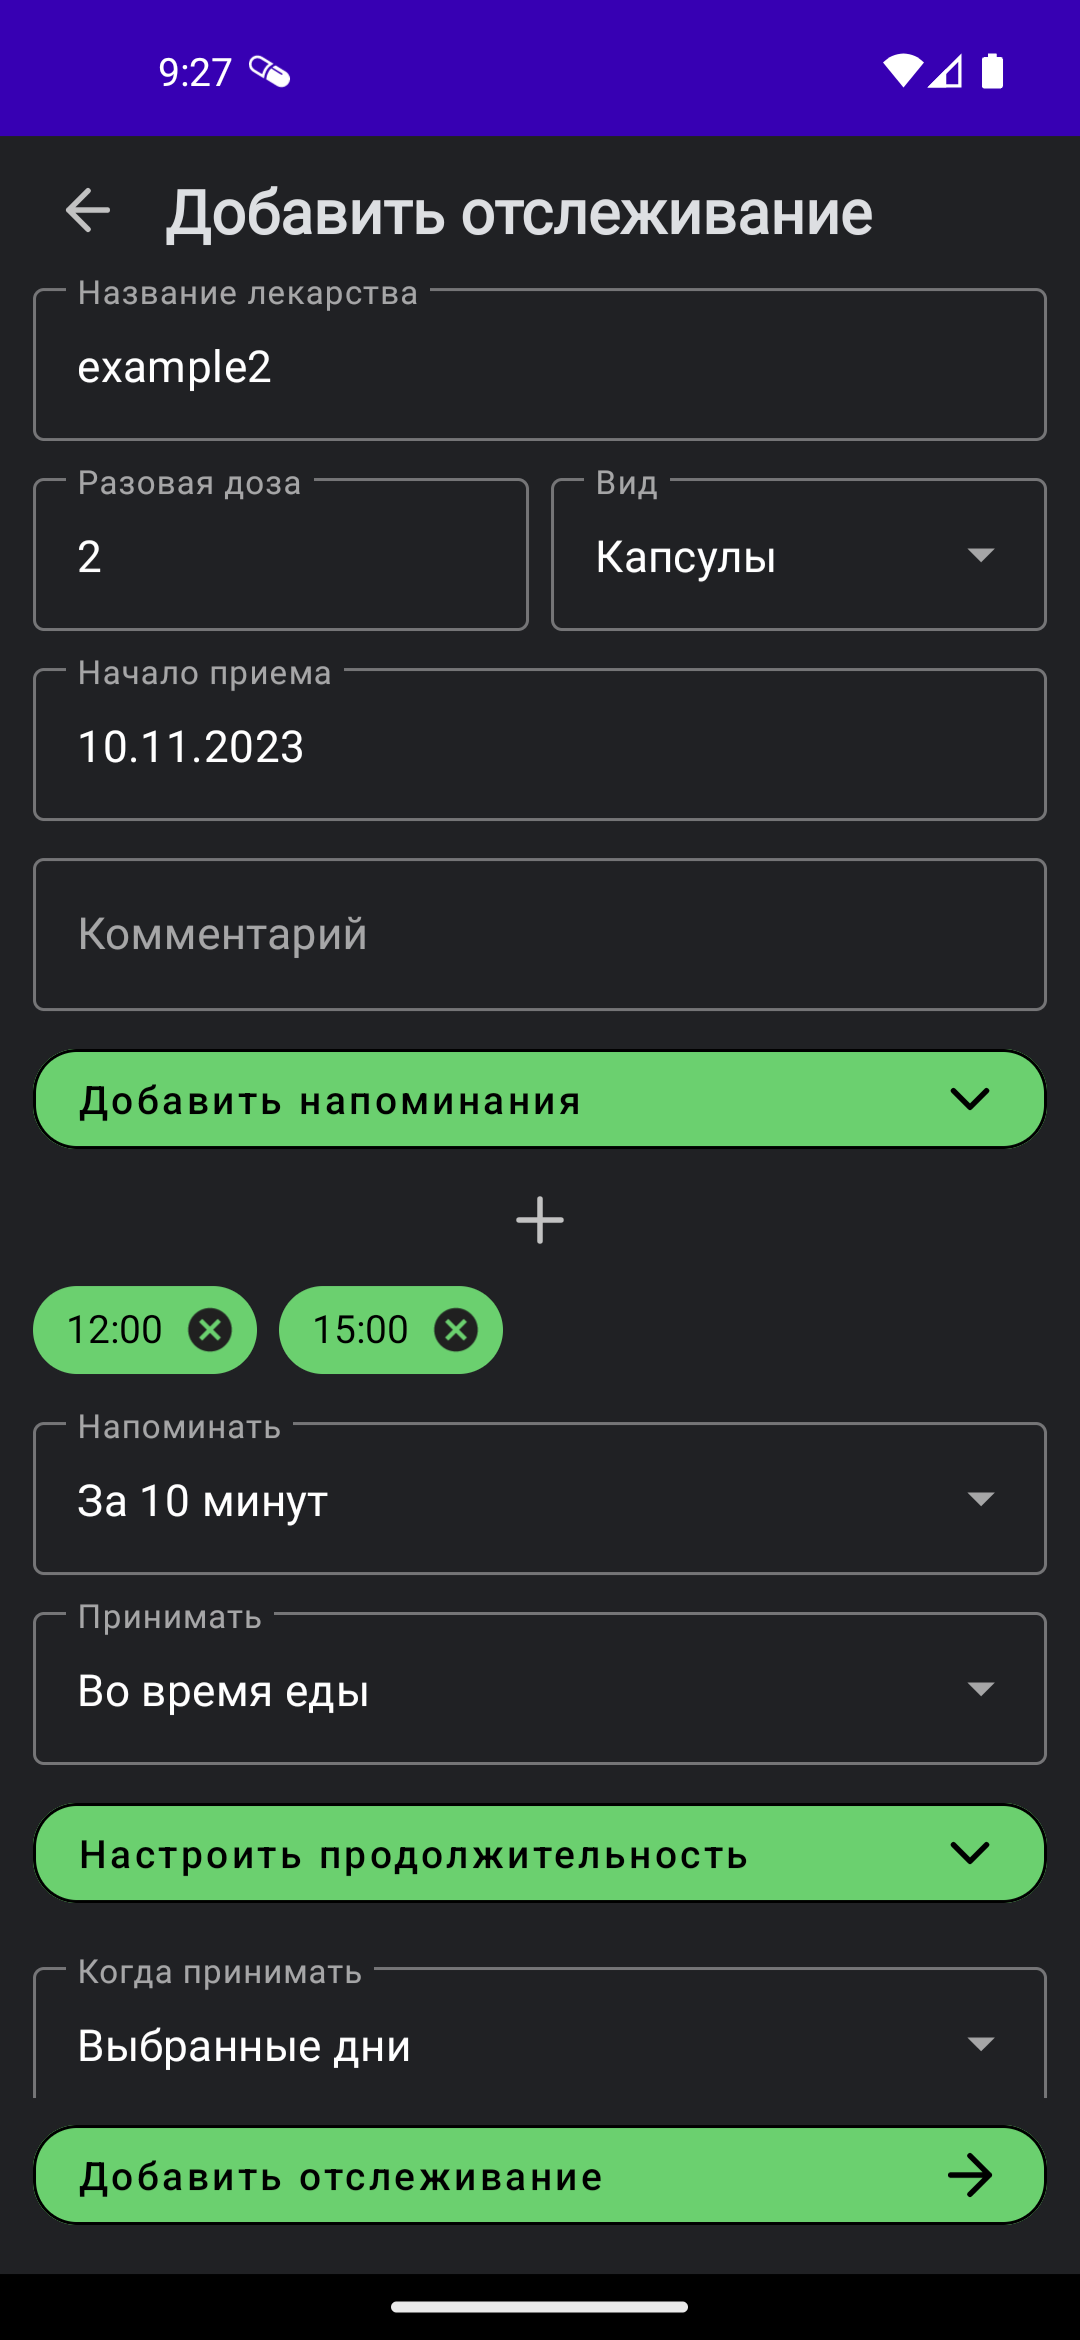 9:27
Добавить отслеживание
Название лекарства
example2
Разовая доза
Вид
2
Капсулы
Начало приема
10.11.2023
Комментарий
Добавить напоминания
12:00
15:00
Напоминать
За 10 минут
Принимать
Во время еды
Настроить продолжительность
Когда принимать
Выбранные дни
Добавить отслеживание